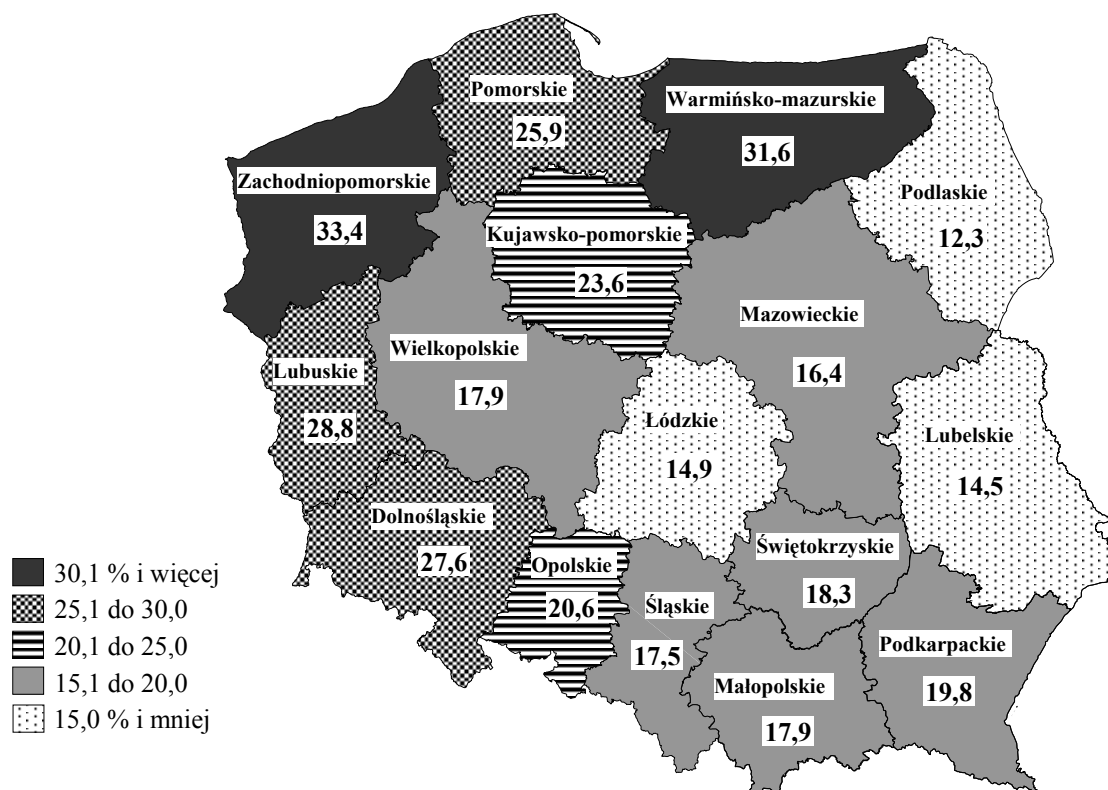 Pomorskie
25,9
Warmińsko-mazurskie
31,6
Zachodniopomorskie
33,4
Podlaskie
12,3
Kujawsko-pomorskie
23,6
Mazowieckie
16,4
Wielkopolskie
17,9
Lubuskie
28,8
Łódzkie
14,9
Lubelskie
14,5
Dolnośląskie
27,6
Opolskie
20,6
Świętokrzyskie
18,3
Śląskie
17,5
Podkarpackie
19,8
Małopolskie
17,9
30,1 % i więcej
25,1 do 30,0
20,1 do 25,0
15,1 do 20,0
15,0 % i mniej